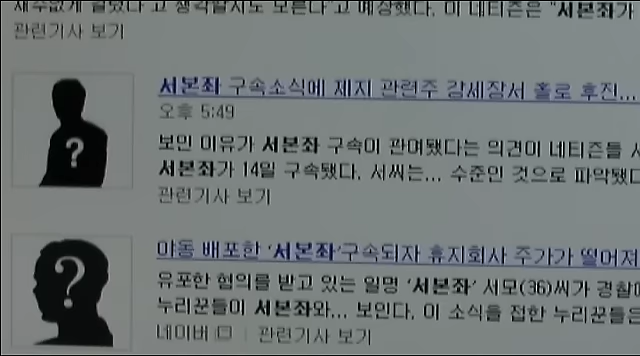 재수없게 걸렸다"고 생각할지도 모른다"고 예상했다. 이 네티즌은 "서본좌가
관련기사 보기
서본좌 구속소식에 제지 관련주 강세장서 홀로 후진...
오후 5:49
보인 이유가 서본좌 구속이 관여됐다는 의견이 네티즌들 사
서본좌가 14일 구속됐다. 서씨는... 수준인 것으로 파악됐다
관련기사 보기
야동 배포한 '서본좌'구속되자 휴지회사 주가가 떨어져
유포한 혐의를 받고 있는 일명 '서본좌' 서모(36)씨가 경찰에
누리꾼들이 서본좌와... 보인다. 이 소식을 접한 누리꾼들은
네이버 | 관련기사 보기